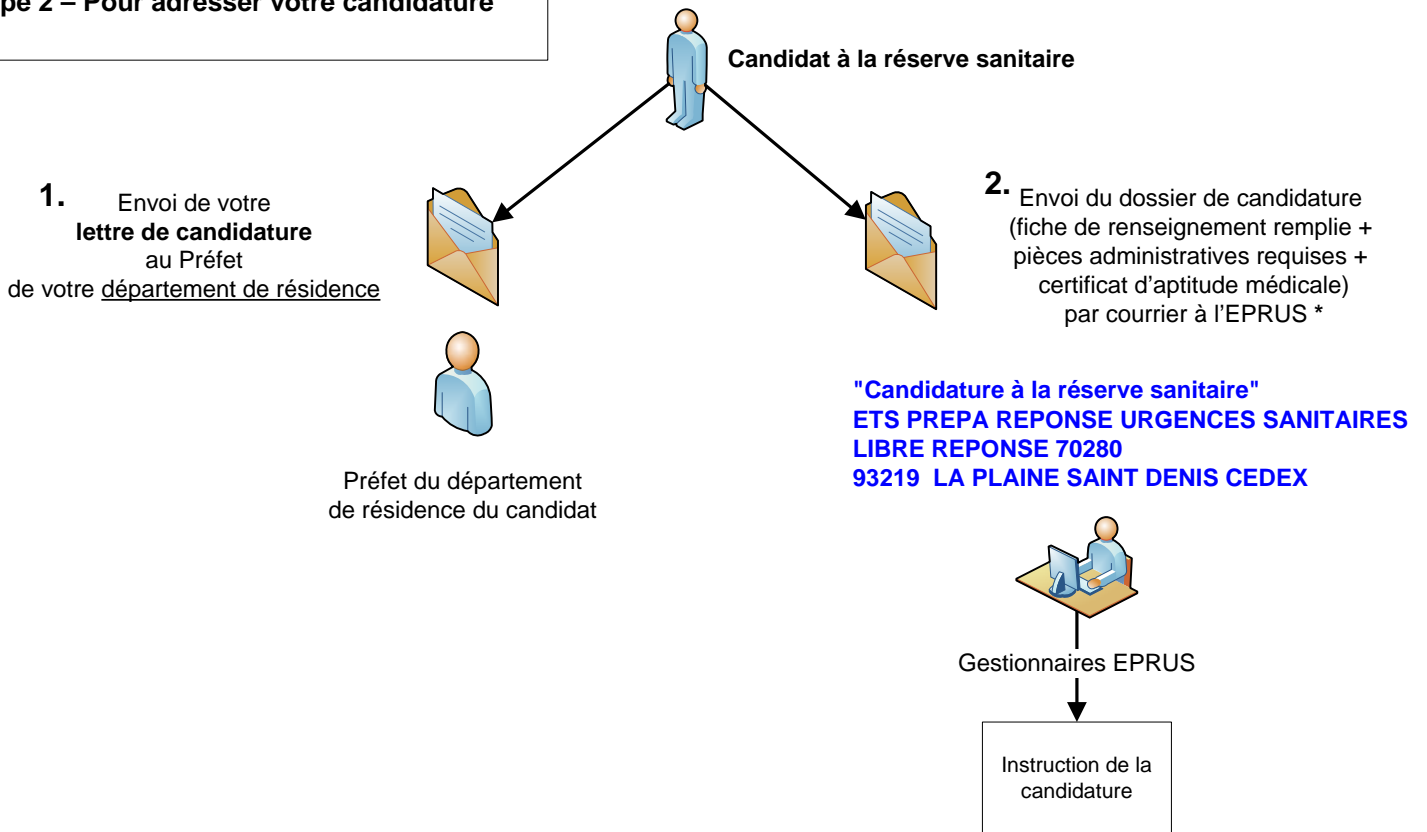 2 – Pour adresser votre candidature
Candidat à la réserve sanitaire
1.
Envoi de votre
lettre de candidature
au Préfet
de votre département de résidence
2.
Envoi du dossier de candidature
(fiche de renseignement remplie +
pièces administratives requises +
certificat d'aptitude médicale)
par courrier à l'EPRUS *
"Candidature à la réserve sanitaire"
ETS PREPA REPONSE URGENCES SANITAIRES
LIBRE REPONSE 70280
93219 LA PLAINE SAINT DENIS CEDEX
Préfet du département
de résidence du candidat
Gestionnaires EPRUS
Instruction de la
candidature